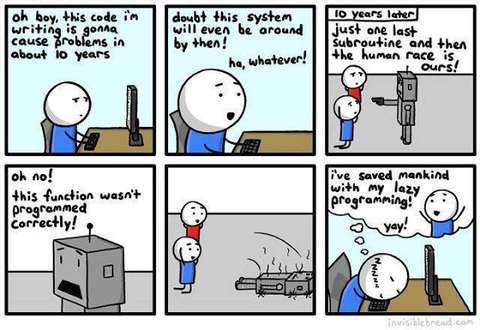 oh boy, this code i'm
writing is gonna
cause problems in
about 10 years
doubt this system
will even be around
by then!
ha, whatever!
10 years later
just one last
subroutine and then
the human race is
ours!
oh no!
this function wasn't
programmed
correctly!
i've saved mankind
with my lazy
programming!
yay!
zzzzz
invisiblebread.com